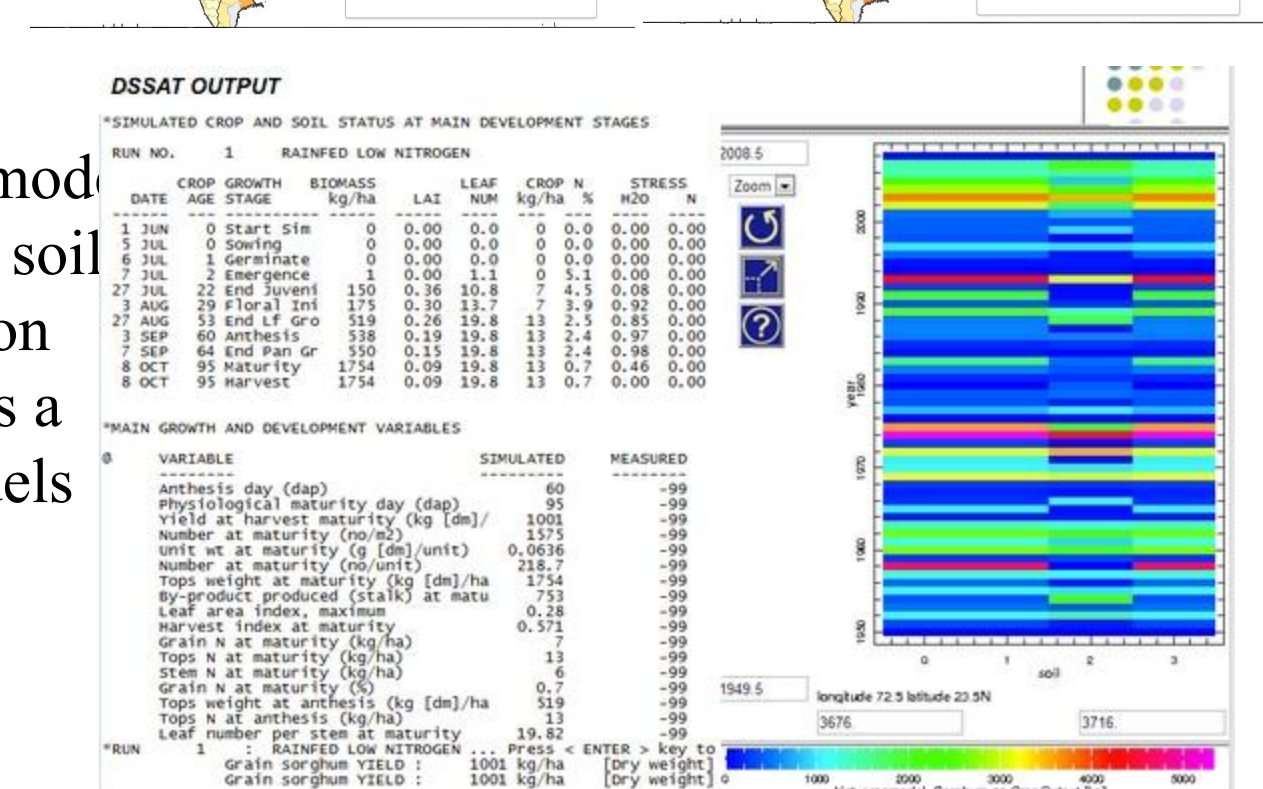 DSSAT OUTPUT
*SIMULATED CROP AND SOIL STATUS AT MAIN DEVELOPMENT STAGES
RUN NO. 1 RAINFED LOW NITROGEN
CROP GROWTH BIOMASS LEAF CROP N STRESS
DATE AGE STAGE kg/ha LAI NUM kg/ha % H2O N
------ --- ---------- ----- ----- ---- --- --- ---- ----
1 JUN 0 Start Sim 0 0.00 0.0 0 0.0 0.00 0.00
5 JUL 0 Sowing 0 0.00 0.0 0 0.0 0.00 0.00
6 JUL 1 Germinate 0 0.00 0.0 0 0.0 0.00 0.00
7 JUL 2 Emergence 1 0.00 1.1 0 5.1 0.00 0.00
27 JUL 22 End Juveni 150 0.36 10.8 7 4.5 0.08 0.00
3 AUG 29 Floral Ini 175 0.30 13.7 7 3.9 0.92 0.00
27 AUG 53 End Lf Gro 519 0.26 19.8 13 2.5 0.85 0.00
3 SEP 60 Anthesis 538 0.19 19.8 13 2.4 0.97 0.00
7 SEP 64 End Pan Gr 550 0.15 19.8 13 2.4 0.98 0.00
8 OCT 95 Maturity 1754 0.09 19.8 13 0.7 0.46 0.00
8 OCT 95 Harvest 1754 0.09 19.8 13 0.7 0.00 0.00
*MAIN GROWTH AND DEVELOPMENT VARIABLES
@ VARIABLE SIMULATED MEASURED
-------- --------- --------
Anthesis day (dap) 60 -99
Physiological maturity day (dap) 95 -99
Yield at harvest maturity (kg [dm]/ 1001 -99
Number at maturity (no/m2) 1575 -99
Unit wt at maturity (g [dm]/unit) 0.0636 -99
Number at maturity (no/unit) 218.7 -99
Tops weight at maturity (kg [dm]/ha 1754 -99
By-product produced (stalk) at matu 753 -99
Leaf area index, maximum 0.28 -99
Harvest index at maturity 0.571 -99
Grain N at maturity (kg/ha) 7 -99
Tops N at maturity (kg/ha) 13 -99
Stem N at maturity (kg/ha) 6 -99
Grain N at maturity (%) 0.7 -99
Tops weight at anthesis (kg [dm]/ha 519 -99
Tops N at anthesis (kg/ha) 13 -99
Leaf number per stem at maturity 19.82 -99
*RUN 1 : RAINFED LOW NITROGEN ... Press < ENTER > key to
Grain sorghum YIELD : 1001 kg/ha [Dry weight]
Grain sorghum YIELD : 1001 kg/ha [Dry weight]
soil
on
s a
els
2008.5
Zoom
?
2000
1990
1980
year
1970
1960
1950
0 1 2 3
soil
1949.5
longitude 72.5 latitude 23.5N
3676. 3716.
0 1000 2000 3000 4000 5000